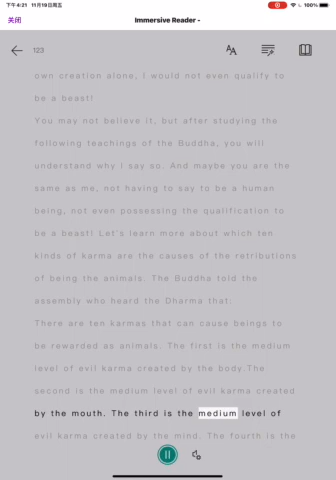 下午4:21 11月19日周五
100%
关闭
Immersive Reader
123
AA
own creation alone, I would not even qualify to
be a beast!
You may not believe it, but after studying the
following teachings of the Buddha, you will
understand why I say so. And maybe you are the
same as me, not having to say to be a human
being, not even possessing the qualification to
be a beast! Let's learn more about which ten
kinds of karma are the causes of the retributions
of being the animals. The Buddha told the
assembly who heard the Dharma that:
There are ten karmas that can cause beings to
be rewarded as animals. The first is the medium
level of evil karma created by the body.The
second is the medium level of evil karma created
by the mouth. The third is the medium level of
evil karma created by the mind. The fourth is the